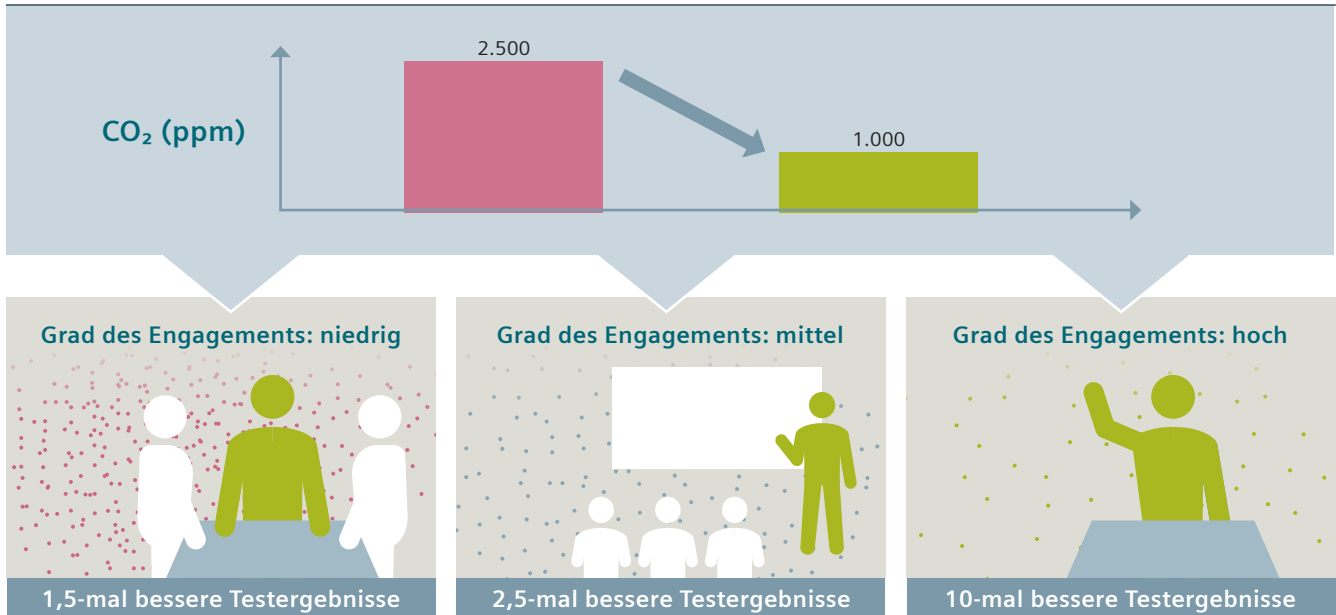 2.500
CO₂ (ppm)
1.000
Grad des Engagements: niedrig
Grad des Engagements: mittel
Grad des Engagements: hoch
1,5-mal bessere Testergebnisse
2,5-mal bessere Testergebnisse
10-mal bessere Testergebnisse